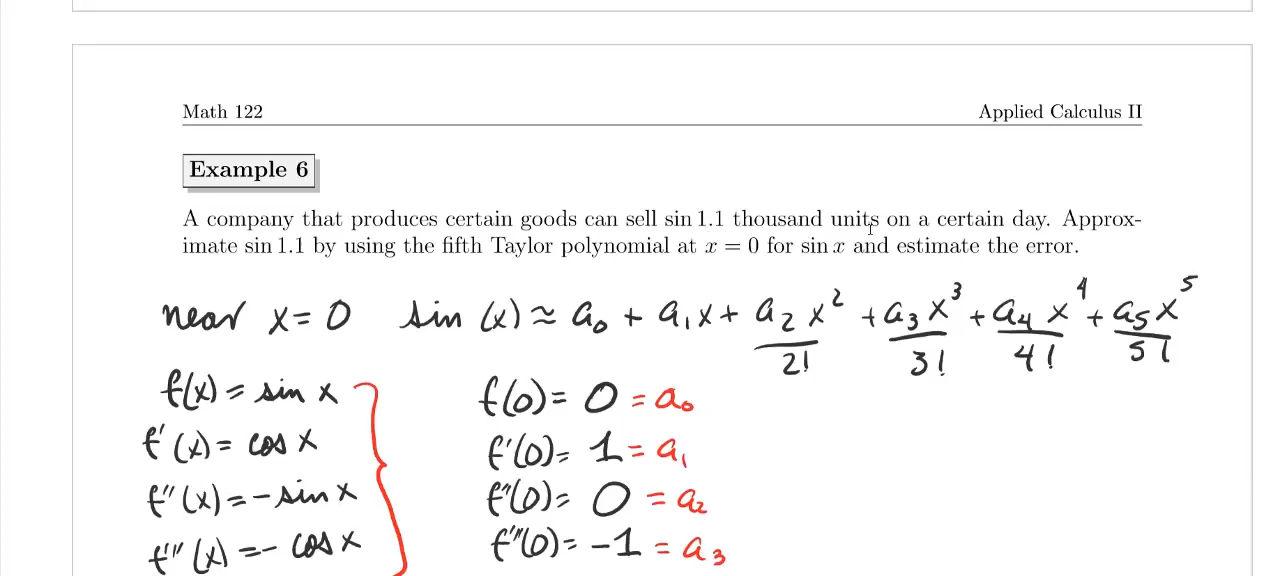 Math 122 Applied Calculus II
Example 6
A company that produces certain goods can sell sin 1.1 thousand units on a certain day. Approx-
imate sin 1.1 by using the fifth Taylor polynomial at x = 0 for sin x and estimate the error.
near x=0 sin(x) ≈ a₀ + a₁x + a₂x²/2! + a₃x³/3! + a₄x⁴/4! + a₅x⁵/5!
f(x) = sin x f(0) = 0 = a₀
f'(x) = cos x f'(0) = 1 = a₁
f''(x) = -sin x f''(0) = 0 = a₂
f'''(x) = - cos x f'''(0) = -1 = a₃